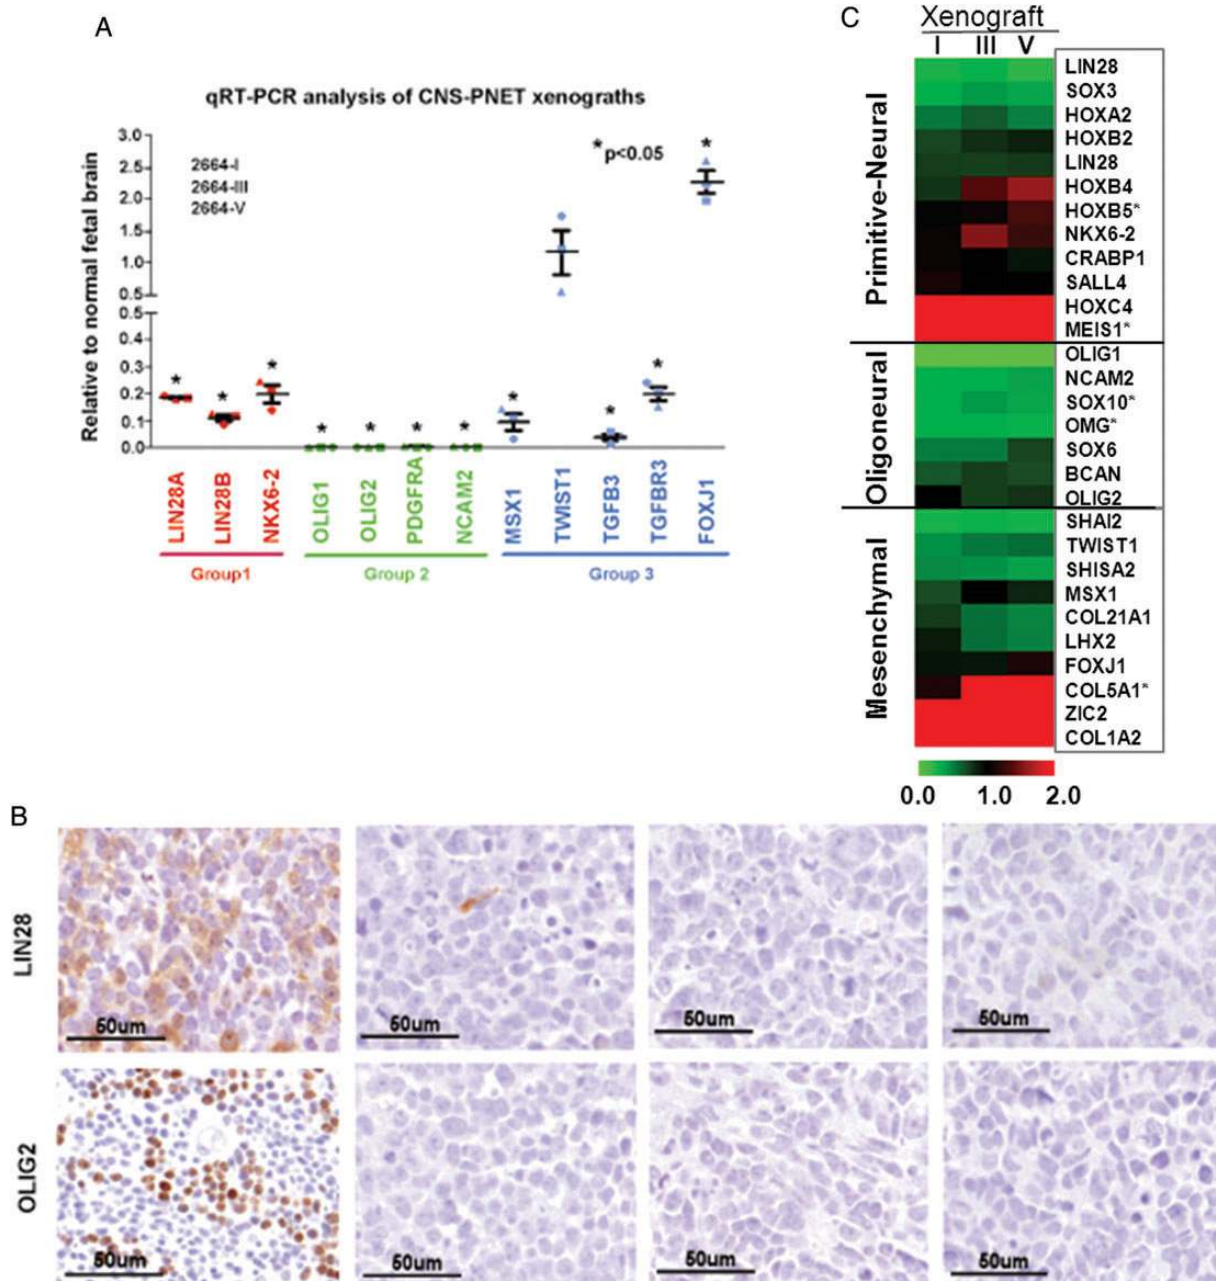 A
qRT-PCR analysis of CNS-PNET xenograths
Relative to normal fetal brain
3.0
2.5
2.0
1.5
1.0
0.5
0.5
0.4
0.3
0.2
0.1
0.0
2664-I
2664-III
2664-V
*p<0.05
*
*
*
*
*
*
*
*
*
*
*
*
LIN28A
LIN28B
NKX6-2
OLIG1
OLIG2
PDGFRA
NCAM2
MSX1
TWIST1
TGFB3
TGFBR3
FOXJ1
Group1
Group 2
Group 3
C
Xenograft
I III V
Primitive-Neural
LIN28
SOX3
HOXA2
HOXB2
LIN28
HOXB4
HOXB5*
NKX6-2
CRABP1
SALL4
HOXC4
MEIS1*
Oligoneural
OLIG1
NCAM2
SOX10*
OMG*
SOX6
BCAN
OLIG2
Mesenchymal
SHAI2
TWIST1
SHISA2
MSX1
COL21A1
LHX2
FOXJ1
COL5A1*
ZIC2
COL1A2
0.0 1.0 2.0
B
LIN28
50um
50um
50um
50um
OLIG2
50um
50um
50um
50um